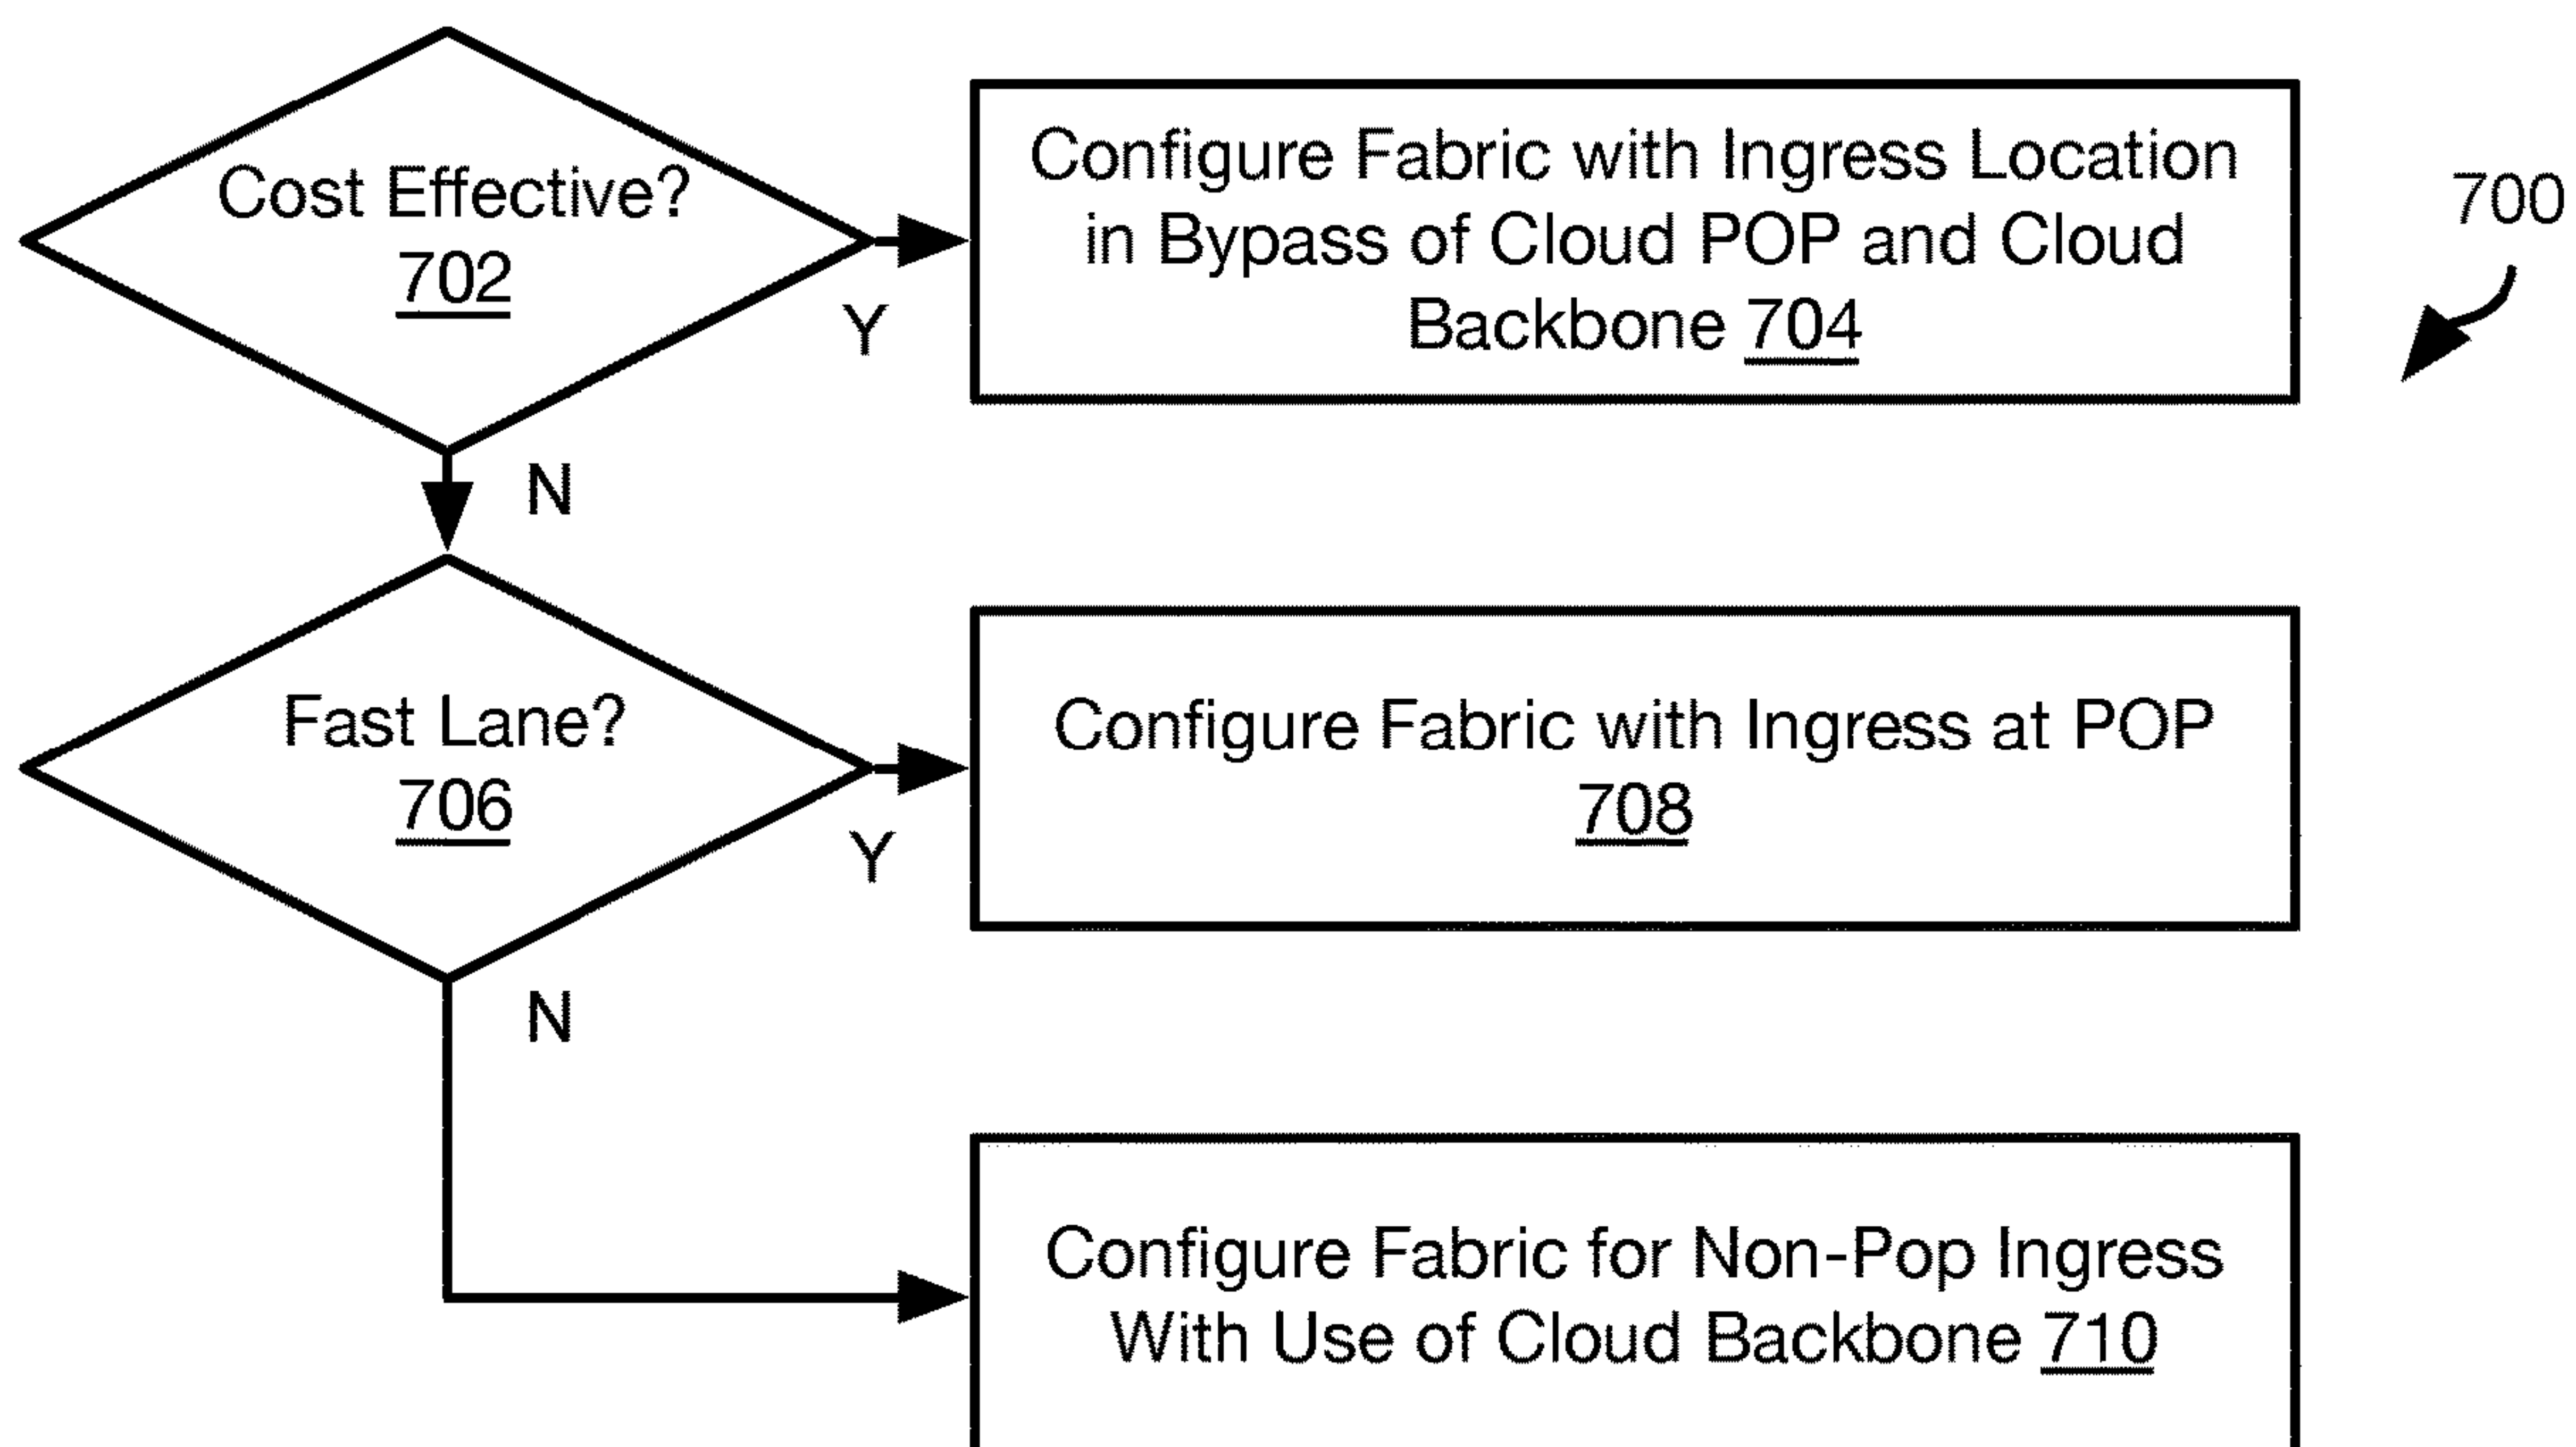 Cost Effective?
702
Y
N
Configure Fabric with Ingress Location
in Bypass of Cloud POP and Cloud
Backbone 704
700
Fast Lane?
706
Y
N
Configure Fabric with Ingress at POP
708
Configure Fabric for Non-Pop Ingress
With Use of Cloud Backbone 710